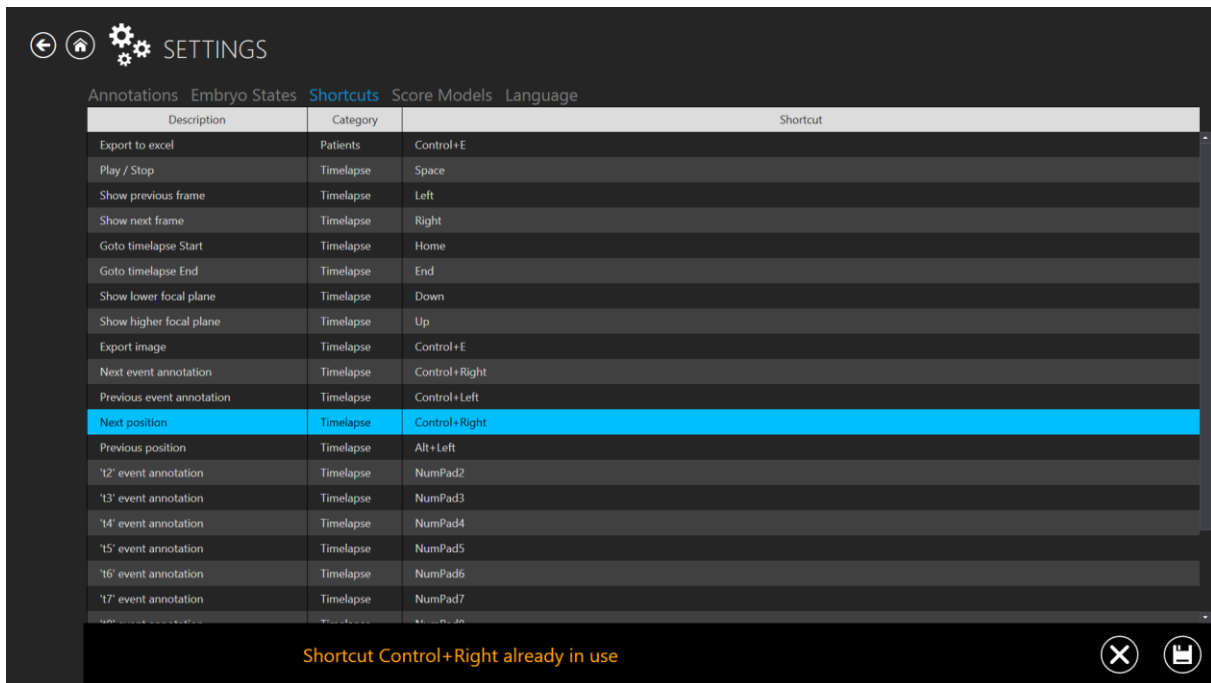 SETTINGS
Annotations Embryo States Shortcuts Score Models Language
Description Category Shortcut
Export to excel Patients Control+E
Play / Stop Timelapse Space
Show previous frame Timelapse Left
Show next frame Timelapse Right
Goto timelapse Start Timelapse Home
Goto timelapse End Timelapse End
Show lower focal plane Timelapse Down
Show higher focal plane Timelapse Up
Export image Timelapse Control+E
Next event annotation Timelapse Control+Right
Previous event annotation Timelapse Control+Left
Next position Timelapse Control+Right
Previous position Timelapse Alt+Left
't2' event annotation Timelapse NumPad2
't3' event annotation Timelapse NumPad3
't4' event annotation Timelapse NumPad4
't5' event annotation Timelapse NumPad5
't6' event annotation Timelapse NumPad6
't7' event annotation Timelapse NumPad7
Shortcut Control+Right already in use